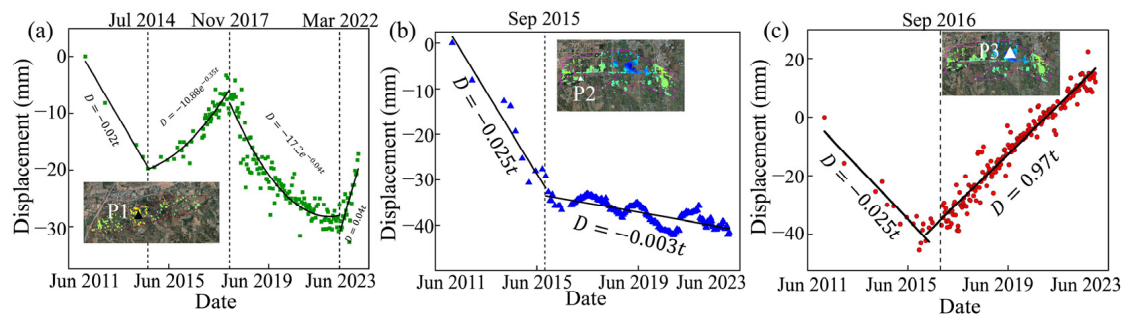 (a)
Jul 2014
Nov 2017
Mar 2022
Displacement (mm)
0
−10
−20
−30
D = −0.02t
D = −10.88e^{−0.35t}
D = −17.2e^{−0.04t}
D = 0.04t
P1
Jun 2011
Jun 2015
Jun 2019
Jun 2023
Date
(b)
Sep 2015
Displacement (mm)
0
−10
−20
−30
−40
−50
D = −0.025t
D = −0.003t
P2
Jun 2011
Jun 2015
Jun 2019
Jun 2023
Date
(c)
Sep 2016
Displacement (mm)
20
0
−20
−40
D = −0.025t
D = 0.97t
P3
Jun 2011
Jun 2015
Jun 2019
Jun 2023
Date